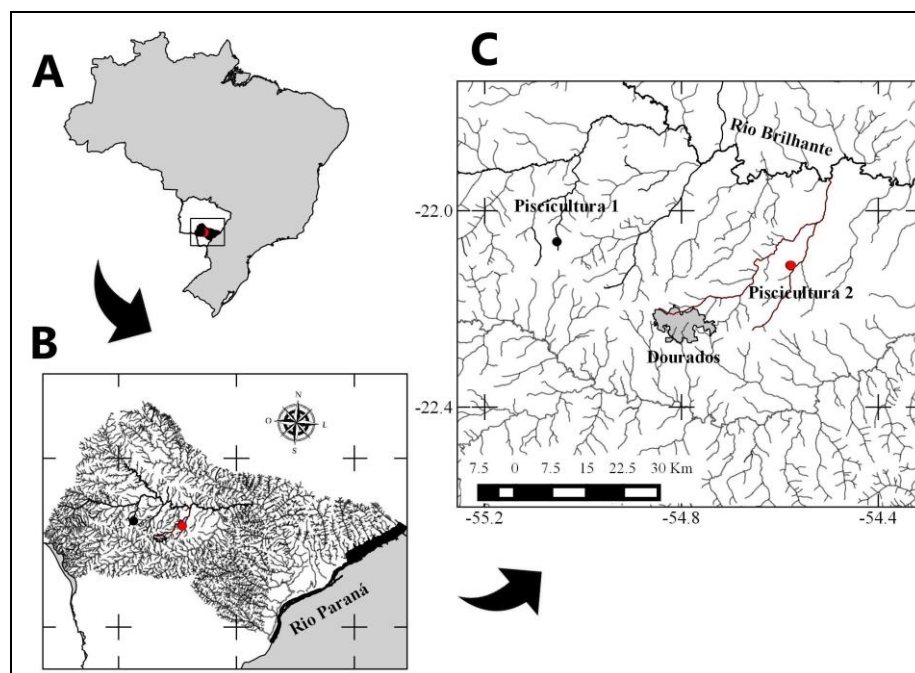 A
B
N
O
L
S
Rio Paraná
C
Rio Brilhante
-22.0
Piscicultura 1
Piscicultura 2
Dourados
-22.4
7.5 0 7.5 15 22.5 30 Km
-55.2 -54.8 -54.4